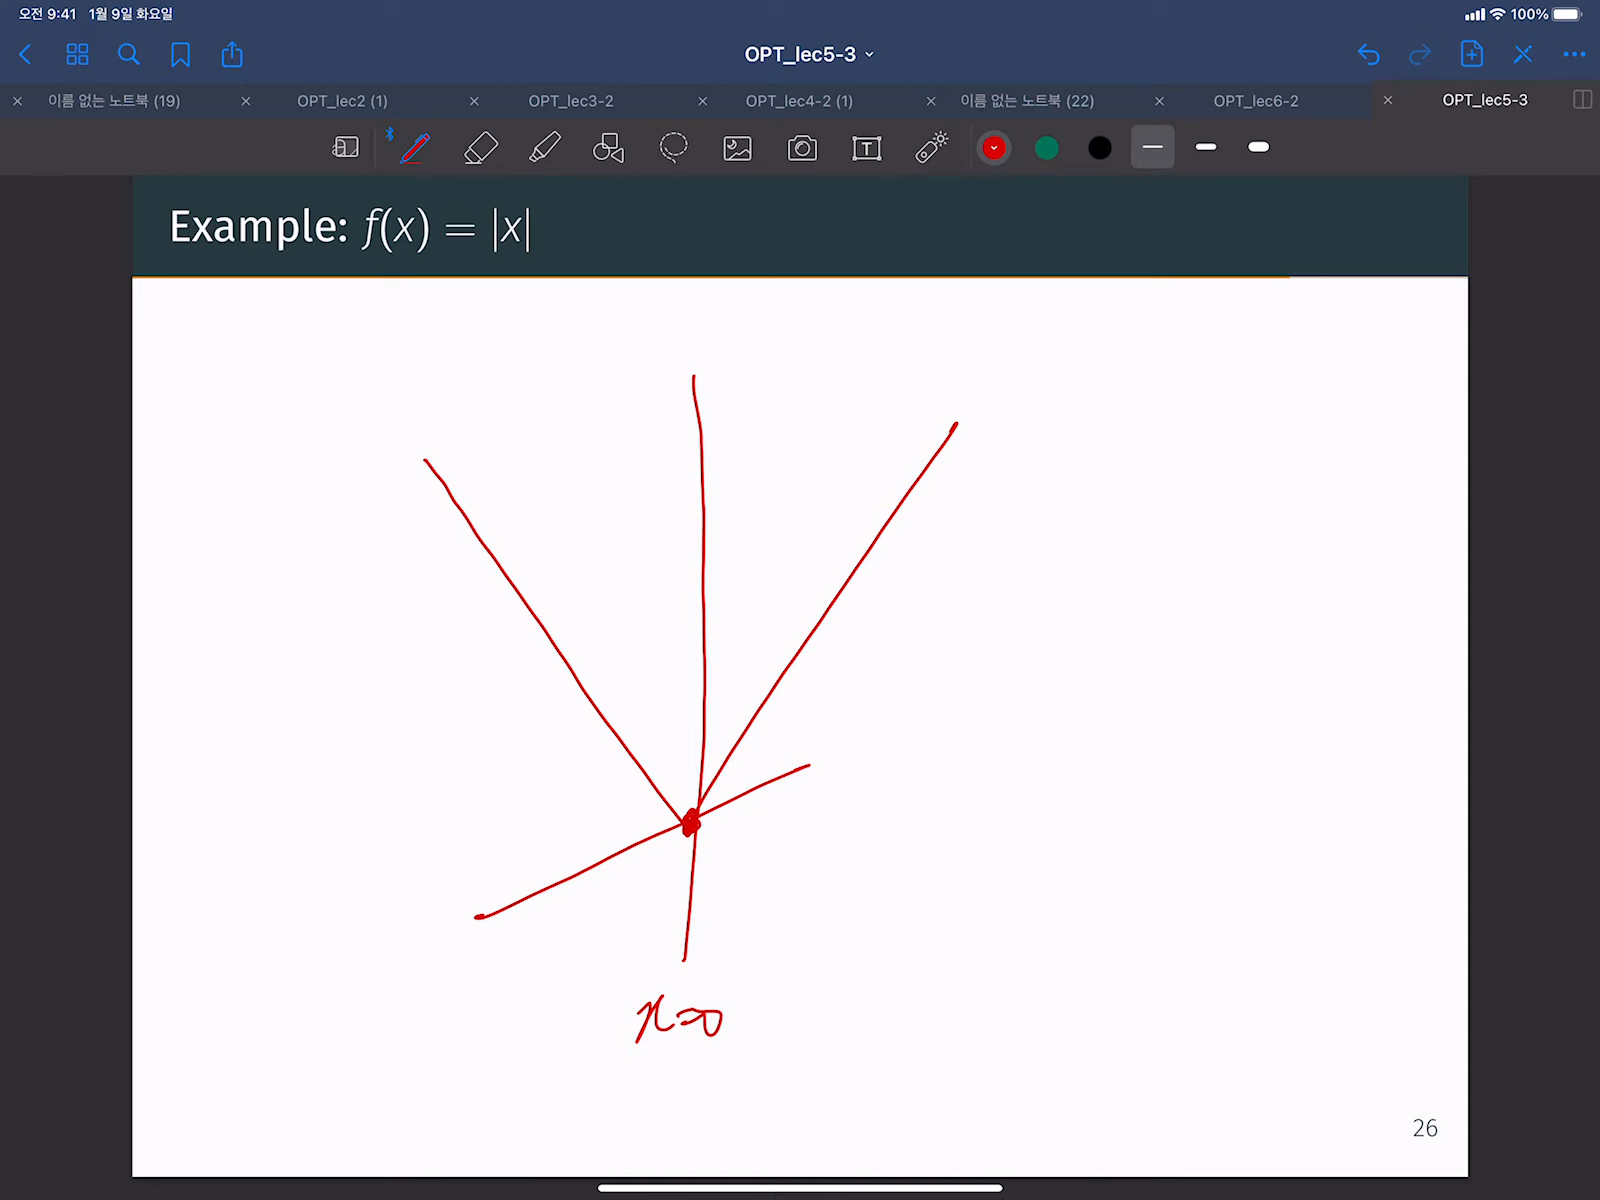 오전 9:41 1월 9일 화요일 100%
OPT_lec5-3
이름 없는 노트북 (19) OPT_lec2 (1) OPT_lec3-2 OPT_lec4-2 (1) 이름 없는 노트북 (22) OPT_lec6-2 OPT_lec5-3
T
Example: f(x) = |x|
x=0
26